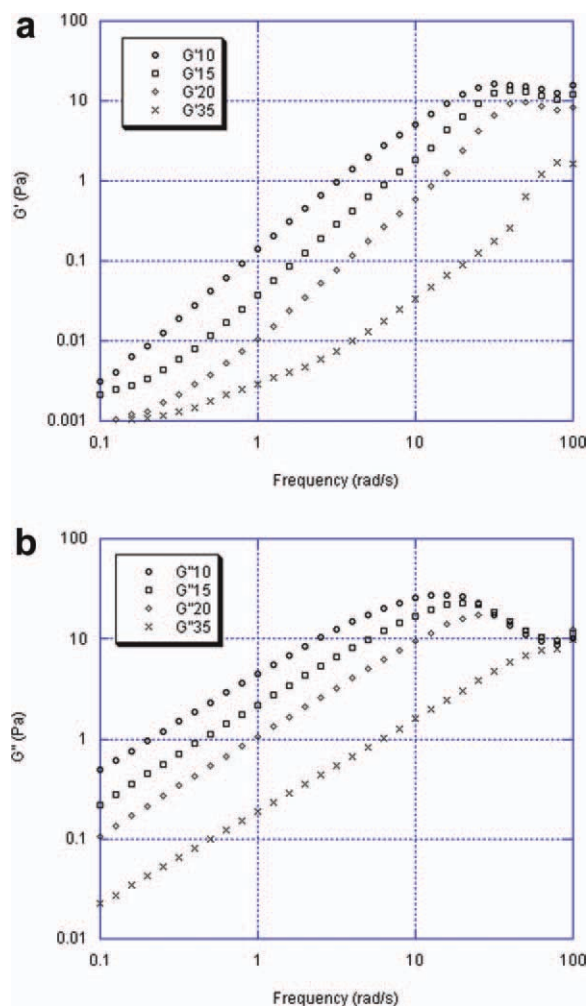 a
100
10
1
0.1
0.01
0.001
G' (Pa)
G'10
G'15
G'20
G'35
0.1 1 10 100
Frequency (rad/s)
b
100
10
1
0.1
0.01
G" (Pa)
G"10
G"15
G"20
G"35
0.1 1 10 100
Frequency (rad/s)